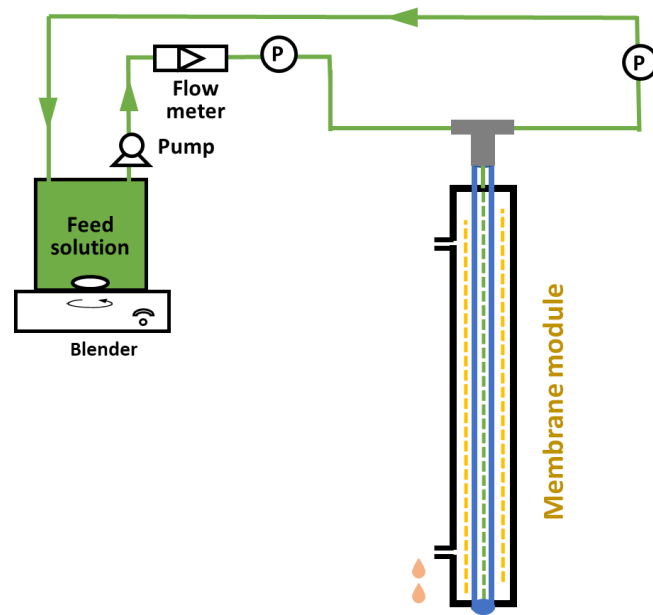 P
Flow
meter
P
Pump
Feed
solution
Blender
Membrane module